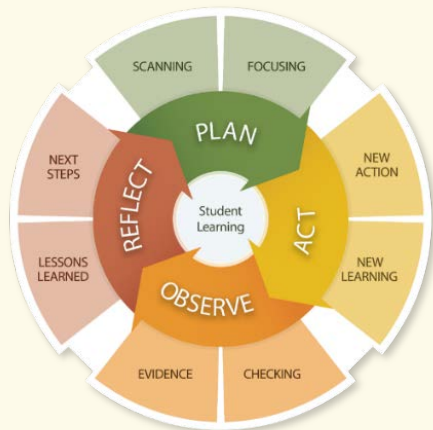 SCANNING
FOCUSING
PLAN
NEXT
STEPS
NEW
ACTION
REFLECT
Student
Learning
ACT
LESSONS
LEARNED
NEW
LEARNING
OBSERVE
EVIDENCE
CHECKING